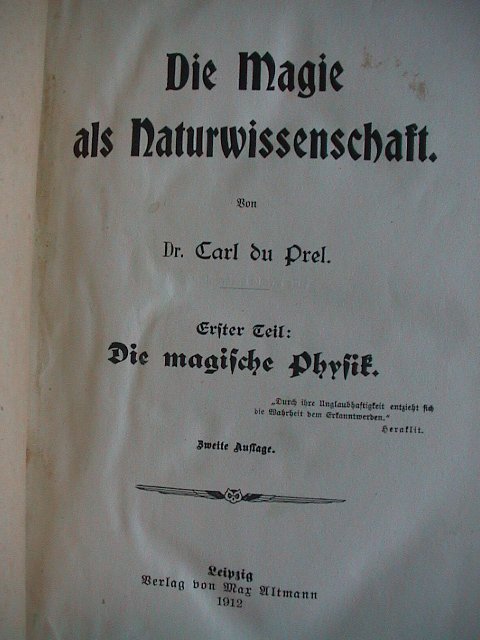 Die Magie
als Naturwissenschaft.
Von
Dr. Carl du Prel.
Erster Teil:
Die magische Physik.
„Durch ihre Unglaubhaftigkeit entzieht sich
die Wahrheit dem Erkanntwerden.“
Heraklit.
Zweite Auflage.
Leipzig
Verlag von Max Altmann
1912